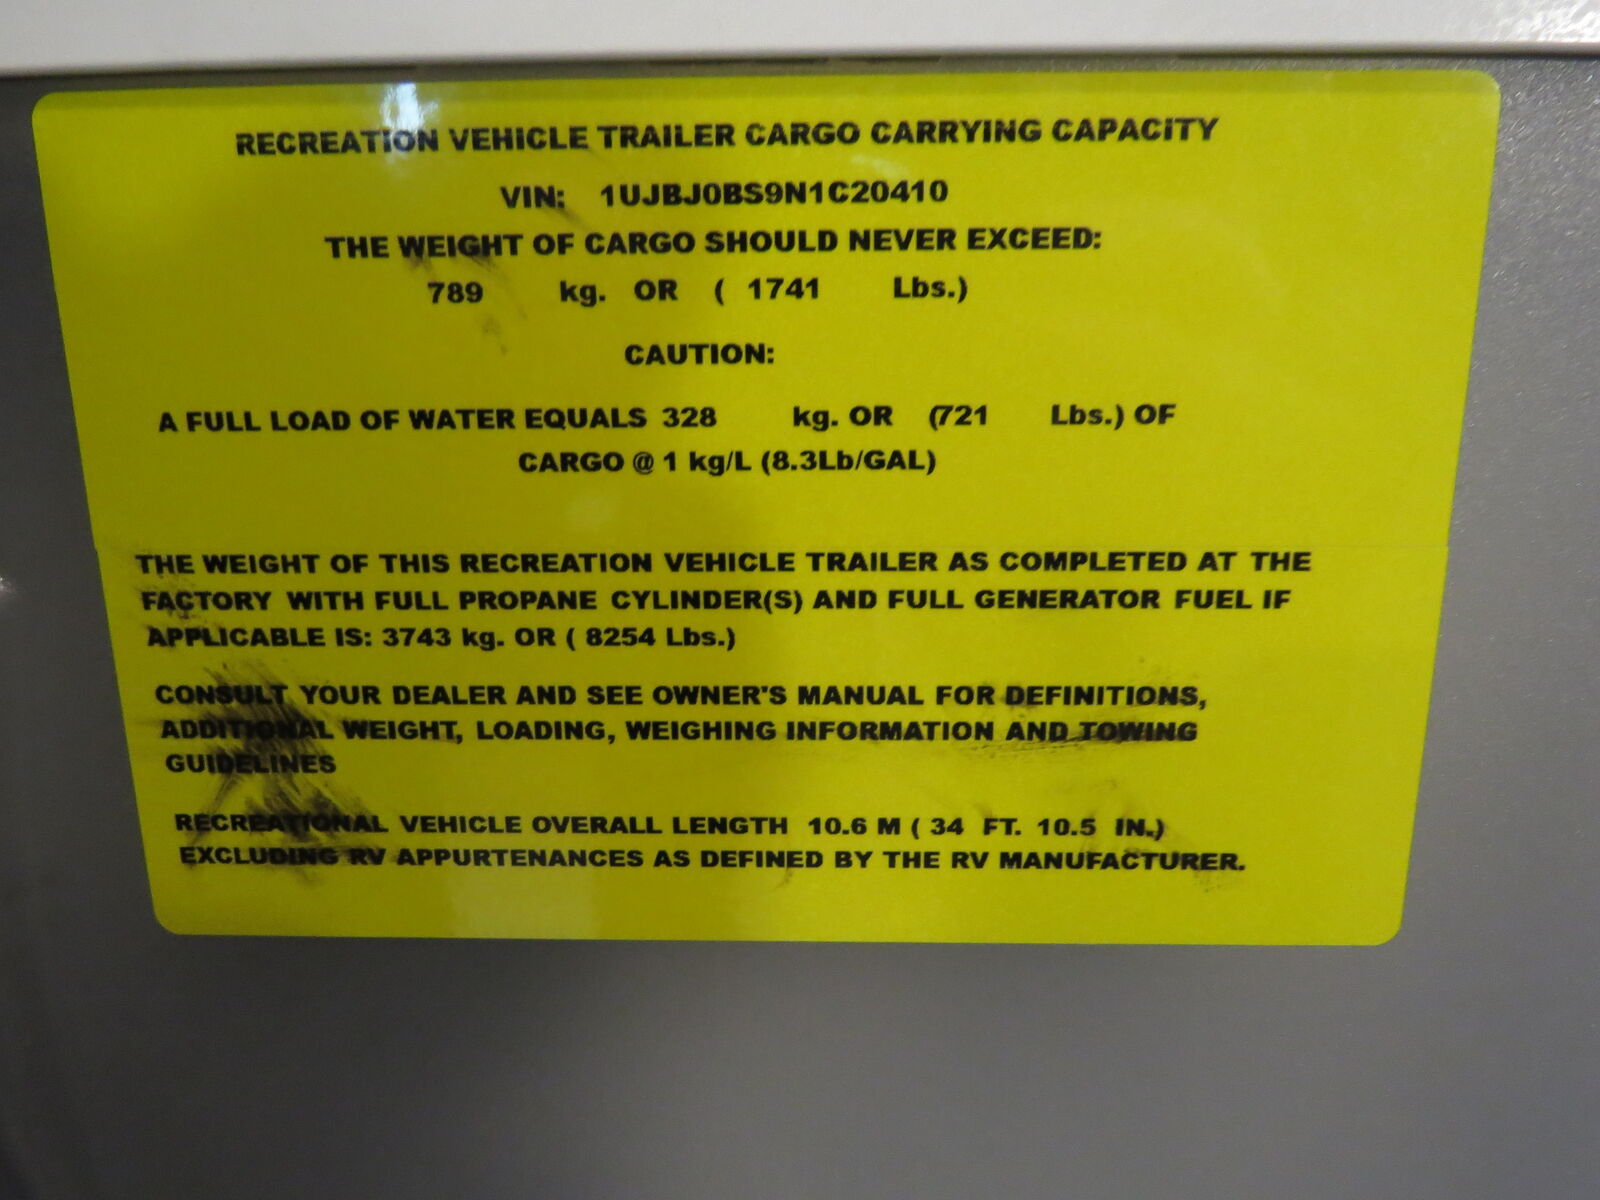 RECREATION VEHICLE TRAILER CARGO CARRYING CAPACITY
VIN: 1UJBJ0BS9N1C20410
THE WEIGHT OF CARGO SHOULD NEVER EXCEED:
789 kg. OR ( 1741 Lbs.)
CAUTION:
A FULL LOAD OF WATER EQUALS 328 kg. OR (721 Lbs.) OF
CARGO @ 1 kg/L (8.3Lb/GAL)
THE WEIGHT OF THIS RECREATION VEHICLE TRAILER AS COMPLETED AT THE
FACTORY WITH FULL PROPANE CYLINDER(S) AND FULL GENERATOR FUEL IF
APPLICABLE IS: 3743 kg. OR ( 8254 Lbs.)
CONSULT YOUR DEALER AND SEE OWNER'S MANUAL FOR DEFINITIONS,
ADDITIONAL WEIGHT, LOADING, WEIGHING INFORMATION AND TOWING
GUIDELINES
RECREATIONAL VEHICLE OVERALL LENGTH 10.6 M ( 34 FT. 10.5 IN.)
EXCLUDING RV APPURTENANCES AS DEFINED BY THE RV MANUFACTURER.